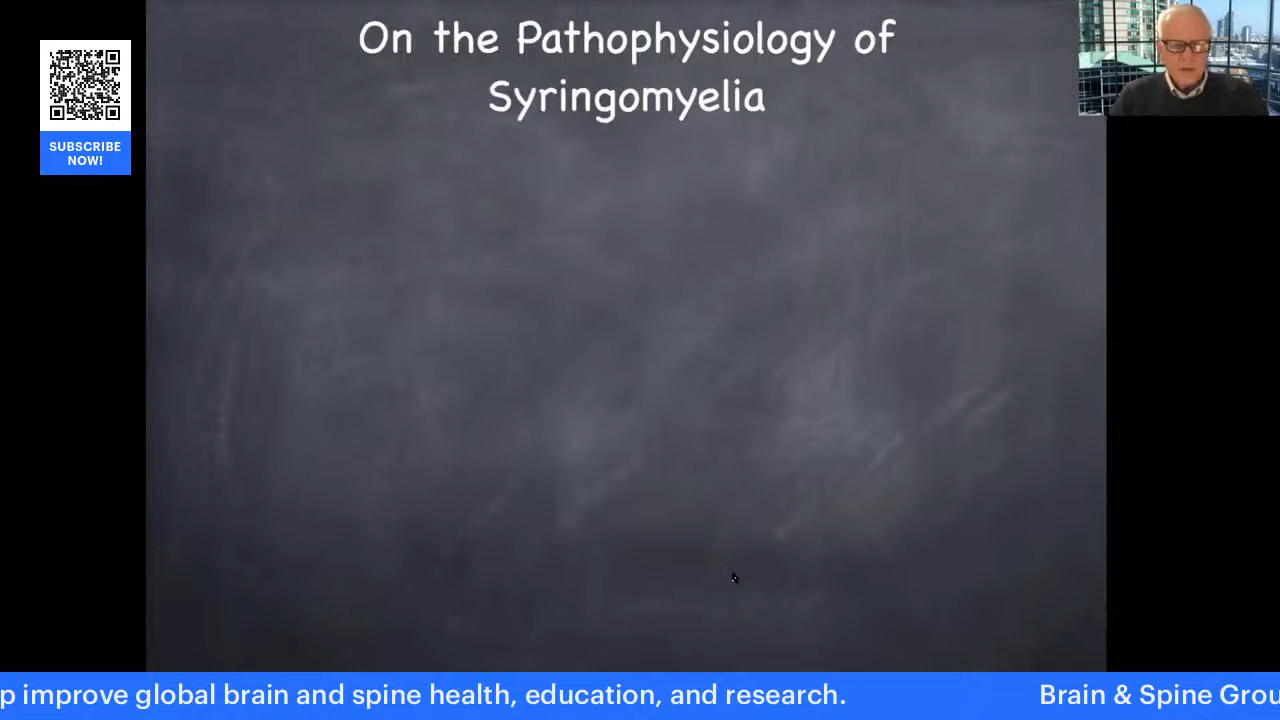 On the Pathophysiology of
Syringomyelia
SUBSCRIBE
NOW!
p improve global brain and spine health, education, and research.
Brain & Spine Grou